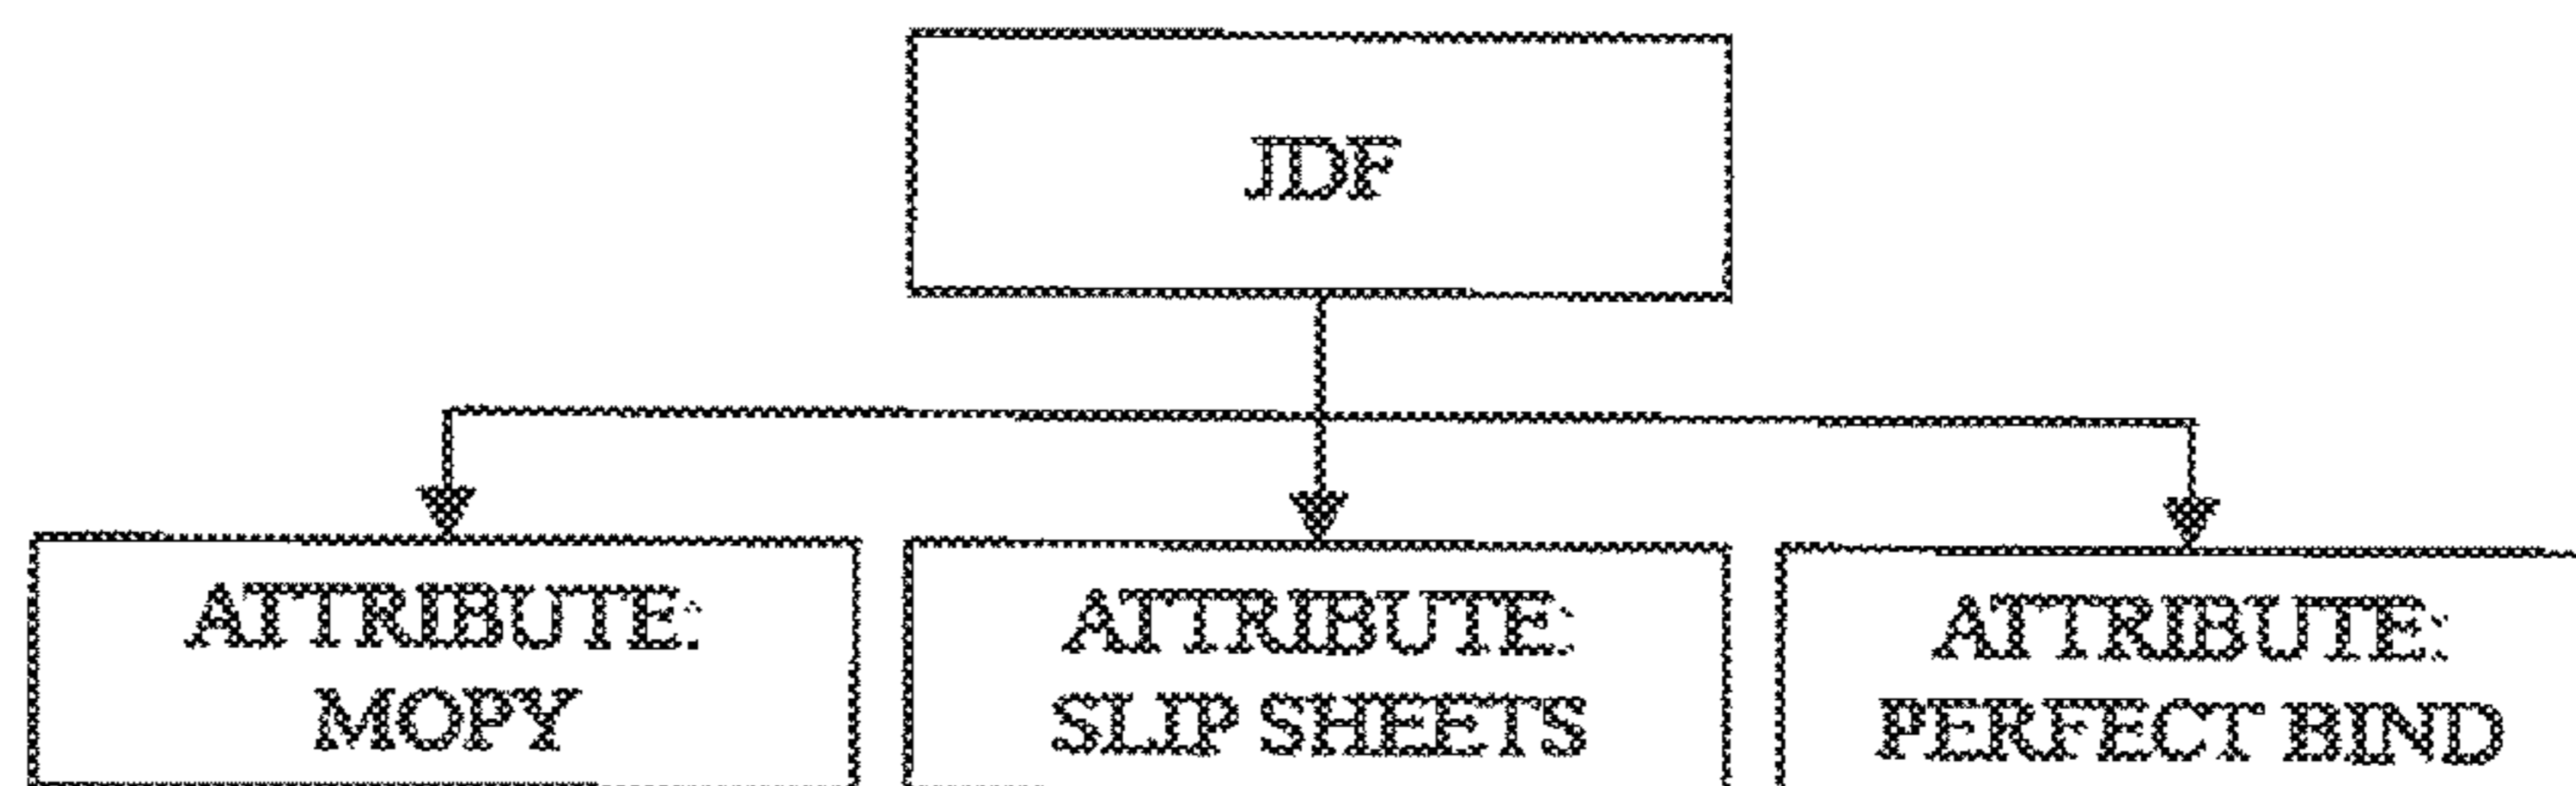 JDF
ATTRIBUTE:
MOPY
ATTRIBUTE:
SLIP SHEETS
ATTRIBUTE:
PERFECT BIND